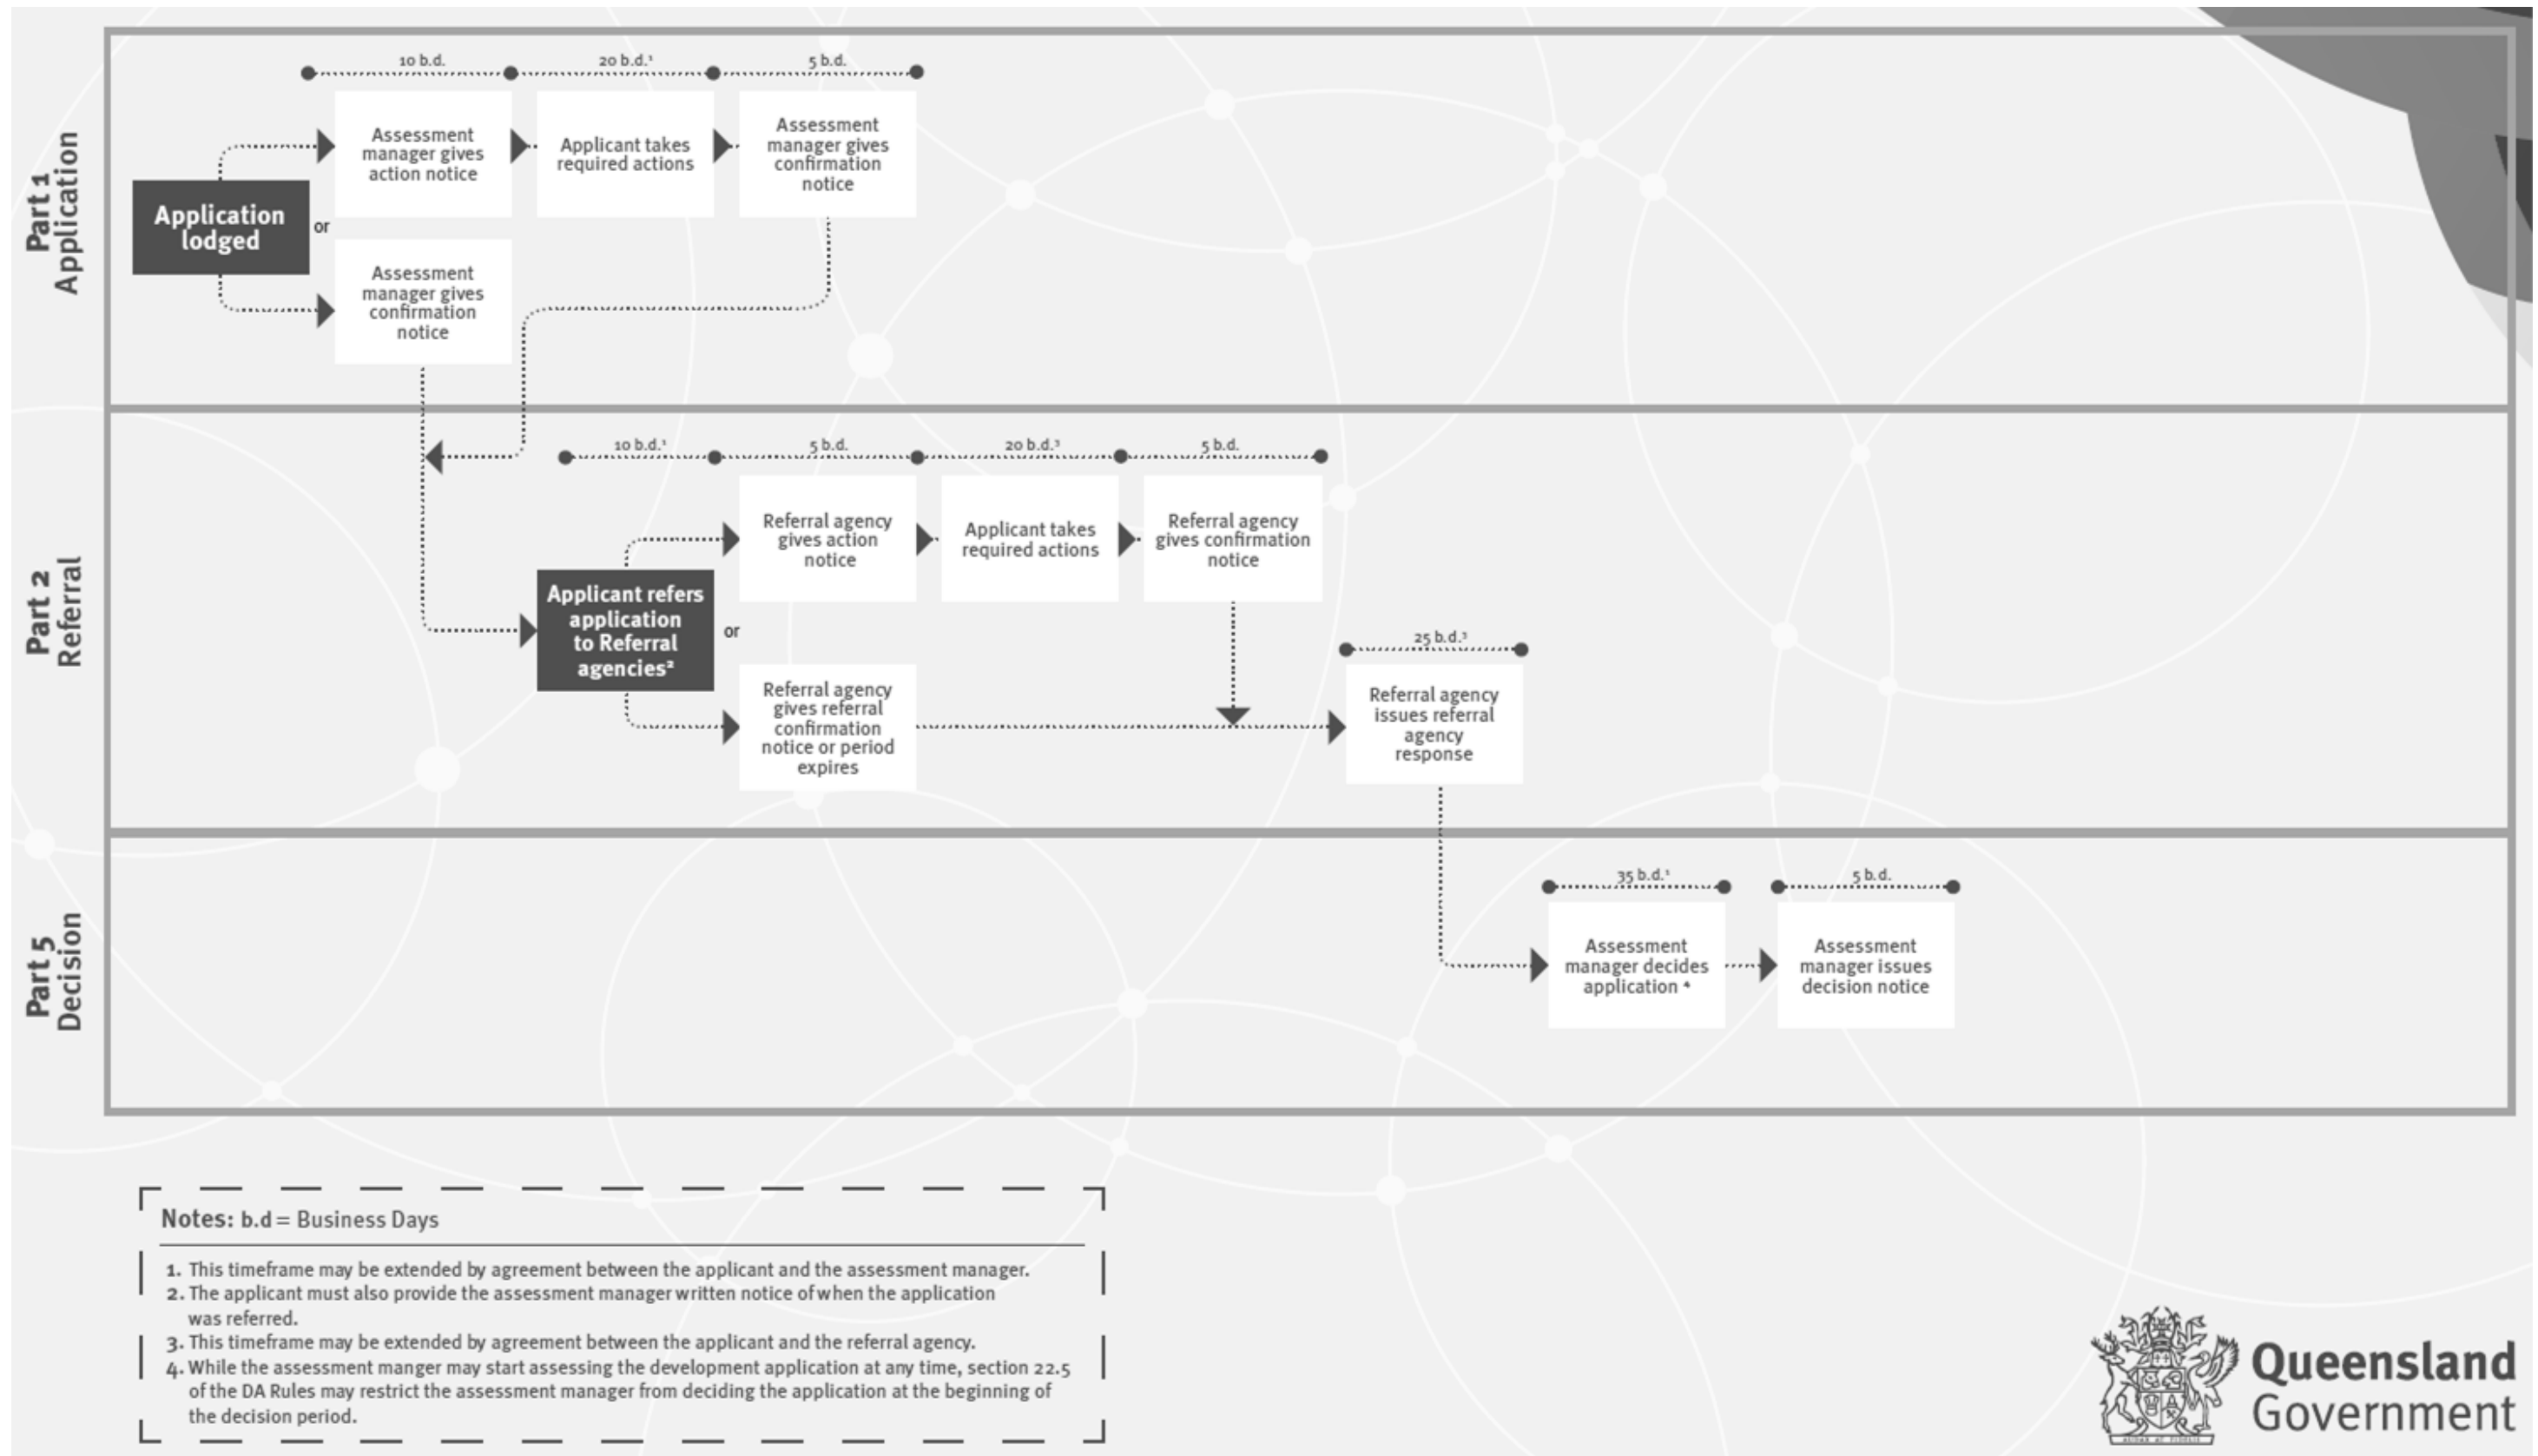 Part 1
Application
10 b.d.
20 b.d.¹
5 b.d.
Application
lodged
or
Assessment
manager gives
action notice
Applicant takes
required actions
Assessment
manager gives
confirmation
notice
Assessment
manager gives
confirmation
notice
Part 2
Referral
10 b.d.¹
5 b.d.
20 b.d.³
5 b.d.
Applicant refers
application
to Referral
agencies²
or
Referral agency
gives action
notice
Applicant takes
required actions
Referral agency
gives confirmation
notice
Referral agency
gives referral
confirmation
notice or period
expires
25 b.d.³
Referral agency
issues referral
agency
response
Part 5
Decision
35 b.d.¹
5 b.d.
Assessment
manager decides
application ⁴
Assessment
manager issues
decision notice
Notes: b.d = Business Days
1. This timeframe may be extended by agreement between the applicant and the assessment manager.
2. The applicant must also provide the assessment manager written notice of when the application
was referred.
3. This timeframe may be extended by agreement between the applicant and the referral agency.
4. While the assessment manger may start assessing the development application at any time, section 22.5
of the DA Rules may restrict the assessment manager from deciding the application at the beginning of
the decision period.
Queensland
Government